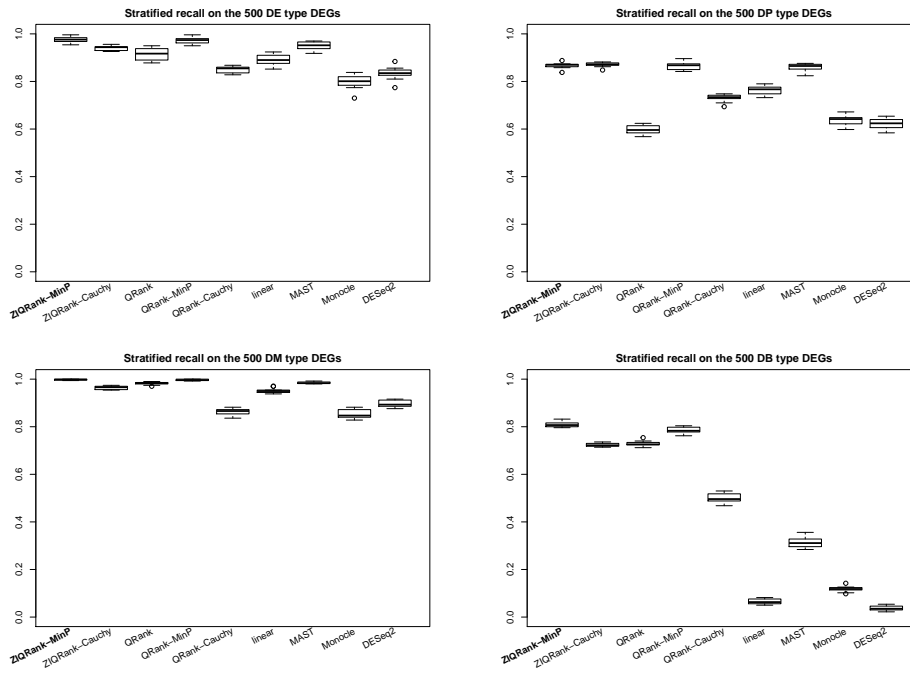 Stratified recall on the 500 DE type DEGs
1.0
0.8
0.6
0.4
0.2
0.0
ZIQRank−MinP
ZIQRank−Cauchy
QRank
QRank−MinP
QRank−Cauchy
linear
MAST
Monocle
DESeq2
Stratified recall on the 500 DP type DEGs
1.0
0.8
0.6
0.4
0.2
0.0
ZIQRank−MinP
ZIQRank−Cauchy
QRank
QRank−MinP
QRank−Cauchy
linear
MAST
Monocle
DESeq2
Stratified recall on the 500 DM type DEGs
1.0
0.8
0.6
0.4
0.2
0.0
ZIQRank−MinP
ZIQRank−Cauchy
QRank
QRank−MinP
QRank−Cauchy
linear
MAST
Monocle
DESeq2
Stratified recall on the 500 DB type DEGs
1.0
0.8
0.6
0.4
0.2
0.0
ZIQRank−MinP
ZIQRank−Cauchy
QRank
QRank−MinP
QRank−Cauchy
linear
MAST
Monocle
DESeq2